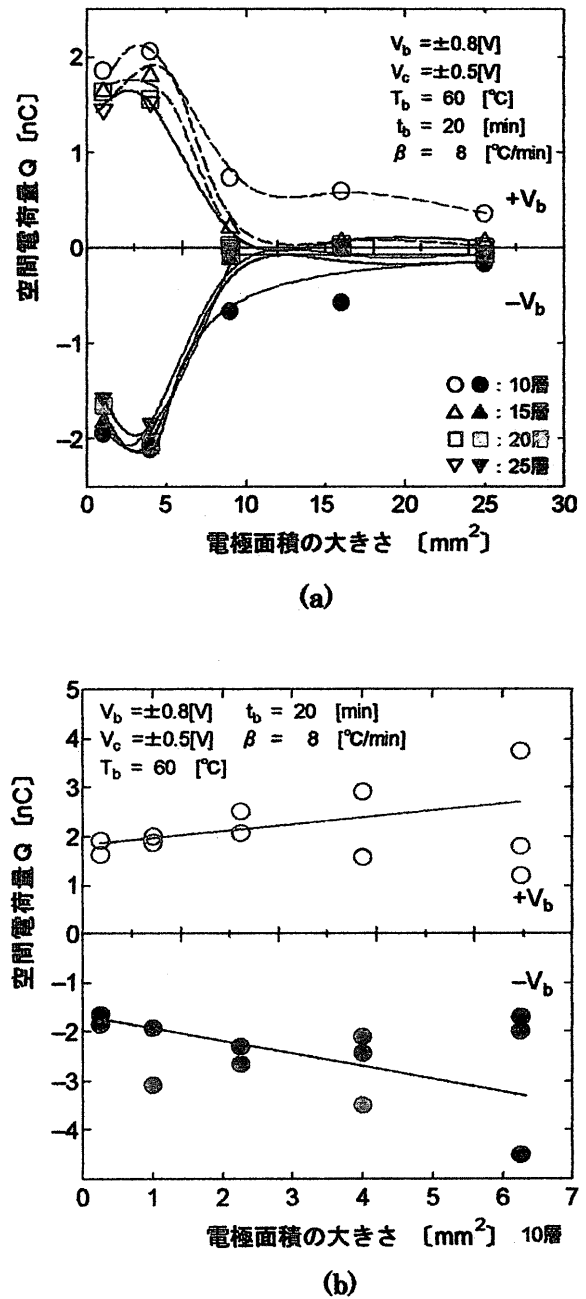 2
1
0
−1
−2
空間電荷量Q [nC]
V_b =±0.8[V]
V_c =±0.5[V]
T_b = 60 [℃]
t_b = 20 [min]
β = 8 [℃/min]
+V_b
−V_b
○ ● : 10層
△ ▲ : 15層
□ ■ : 20層
▽ ▼ : 25層
0 5 10 15 20 25 30
電極面積の大きさ [mm²]
(a)
5
4
3
2
1
0
−1
−2
−3
−4
空間電荷量Q [nC]
V_b =±0.8[V] t_b = 20 [min]
V_c =±0.5[V] β = 8 [℃/min]
T_b = 60 [℃]
+V_b
−V_b
0 1 2 3 4 5 6 7
電極面積の大きさ [mm²] 10層
(b)